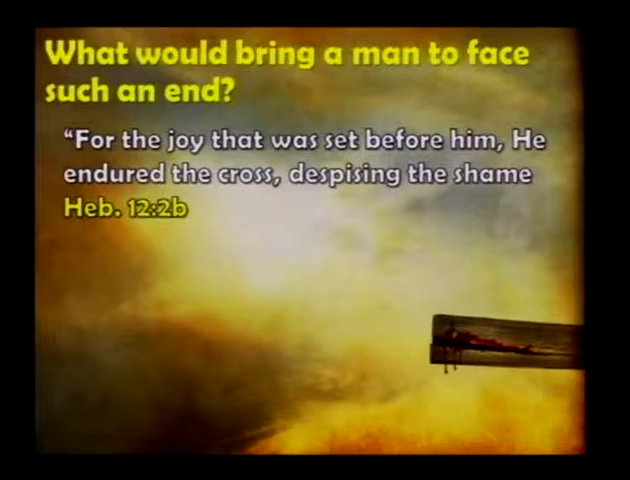 What would bring a man to face
such an end?
“For the joy that was set before him, He
endured the cross, despising the shame
Heb. 12:2b